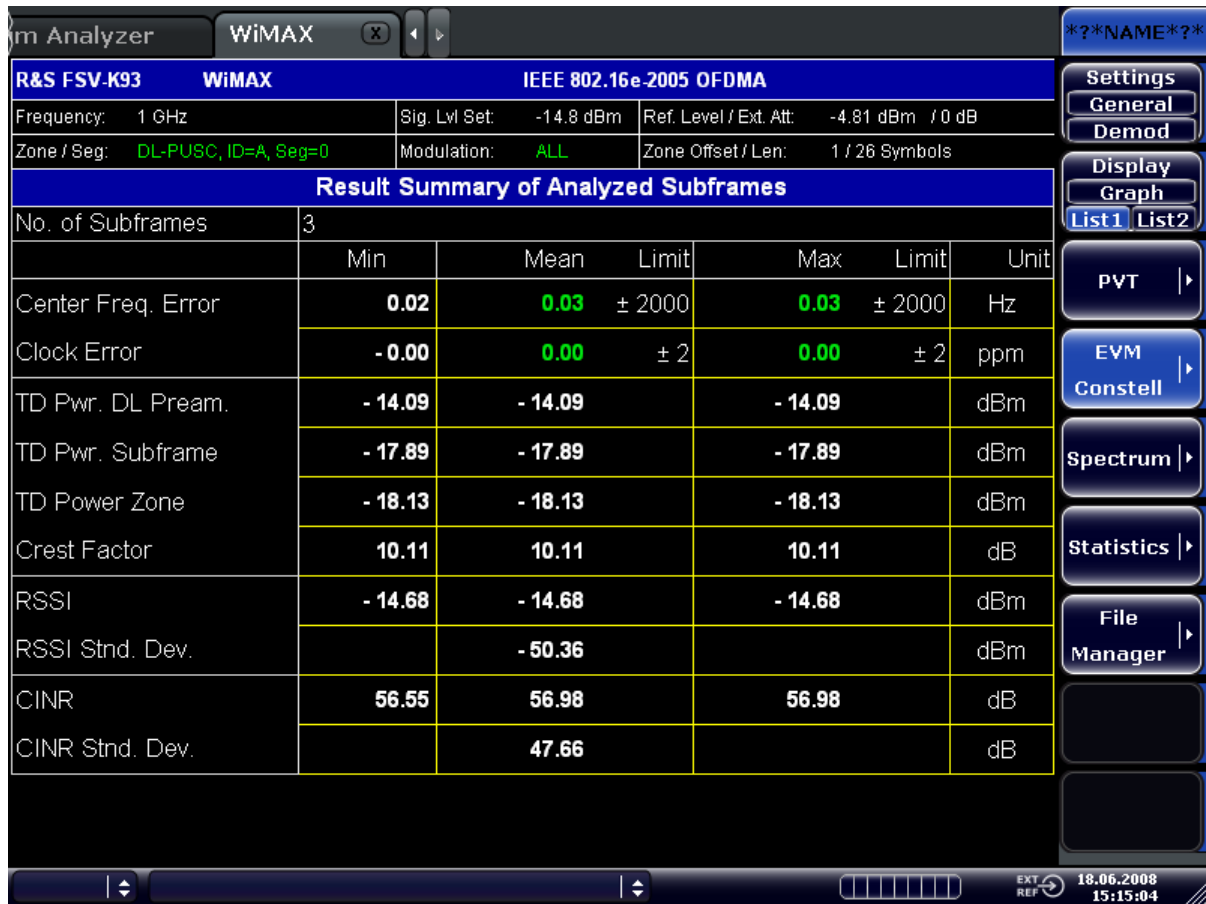 m Analyzer WiMAX X *?*NAME*?*
R&S FSV-K93 WiMAX IEEE 802.16e-2005 OFDMA
Frequency: 1 GHz Sig. Lvl Set: -14.8 dBm Ref. Level / Ext. Att: -4.81 dBm / 0 dB
Zone / Seg: DL-PUSC, ID=A, Seg=0 Modulation: ALL Zone Offset / Len: 1 / 26 Symbols
Result Summary of Analyzed Subframes
No. of Subframes 3
Min Mean Limit Max Limit Unit
Center Freq. Error 0.02 0.03 ± 2000 0.03 ± 2000 Hz
Clock Error - 0.00 0.00 ± 2 0.00 ± 2 ppm
TD Pwr. DL Pream. - 14.09 - 14.09 - 14.09 dBm
TD Pwr. Subframe - 17.89 - 17.89 - 17.89 dBm
TD Power Zone - 18.13 - 18.13 - 18.13 dBm
Crest Factor 10.11 10.11 10.11 dB
RSSI - 14.68 - 14.68 - 14.68 dBm
RSSI Stnd. Dev. - 50.36 dBm
CINR 56.55 56.98 56.98 dB
CINR Stnd. Dev. 47.66 dB
Settings
General
Demod
Display
Graph
List1 List2
PVT
EVM
Constell
Spectrum
Statistics
File
Manager
EXT REF 18.06.2008
15:15:04